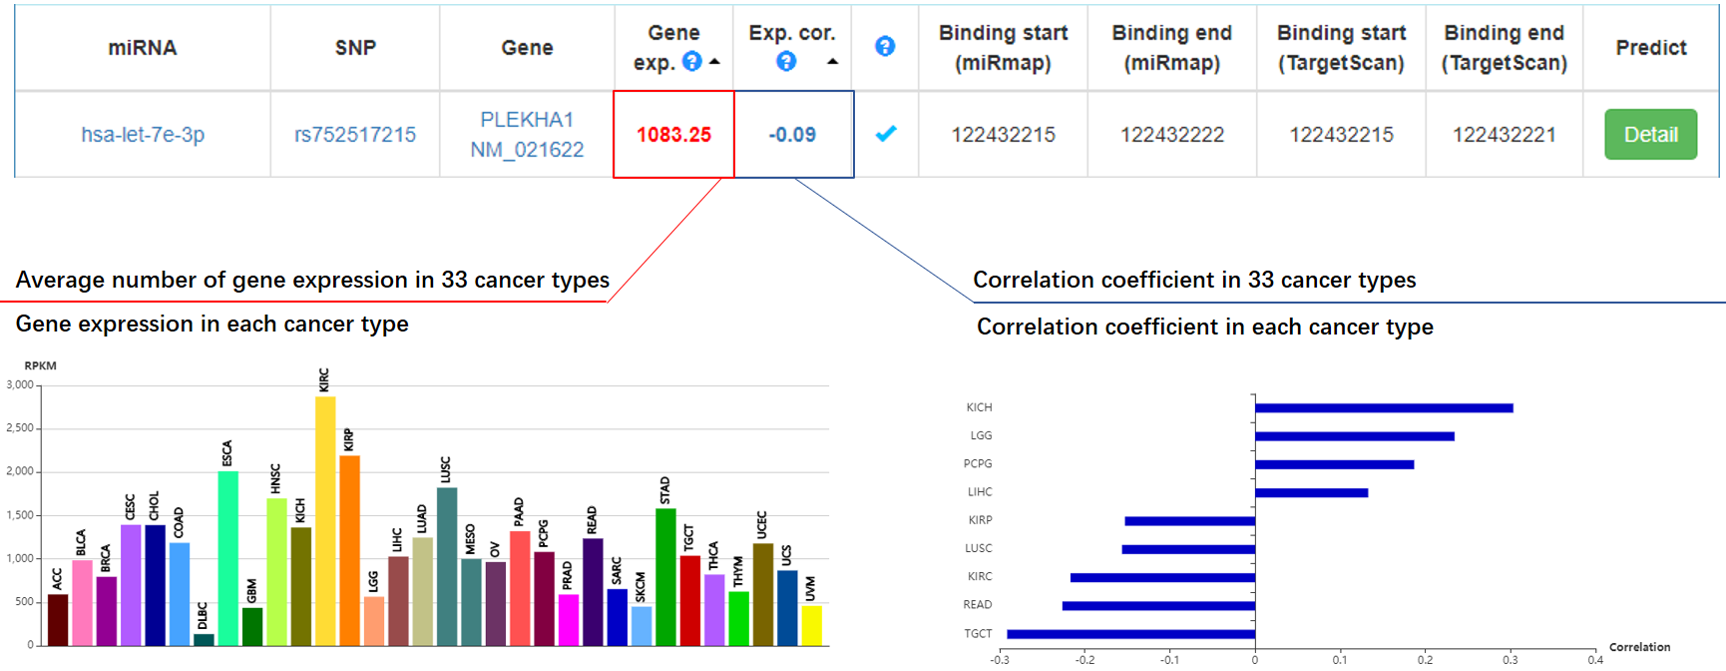 miRNA
SNP
Gene
Gene
exp. ?
Exp. cor.
?
?
Binding start
(miRmap)
Binding end
(miRmap)
Binding start
(TargetScan)
Binding end
(TargetScan)
Predict
hsa-let-7e-3p
rs752517215
PLEKHA1
NM_021622
1083.25
-0.09
122432215
122432222
122432215
122432221
Detail
Average number of gene expression in 33 cancer types
Gene expression in each cancer type
Correlation coefficient in 33 cancer types
Correlation coefficient in each cancer type
RPKM
3,000
2,500
2,000
1,500
1,000
500
0
ACC
BLCA
BRCA
CESC
CHOL
COAD
DLBC
ESCA
GBM
HNSC
KICH
KIRC
KIRP
LGG
LIHC
LUAD
LUSC
MESO
OV
PAAD
PCPG
PRAD
READ
SARC
SKCM
STAD
TGCT
THCA
THYM
UCEC
UCS
UVM
KICH
LGG
PCPG
LIHC
KIRP
LUSC
KIRC
READ
TGCT
-0.3
-0.2
-0.1
0
0.1
0.2
0.3
0.4
Correlation